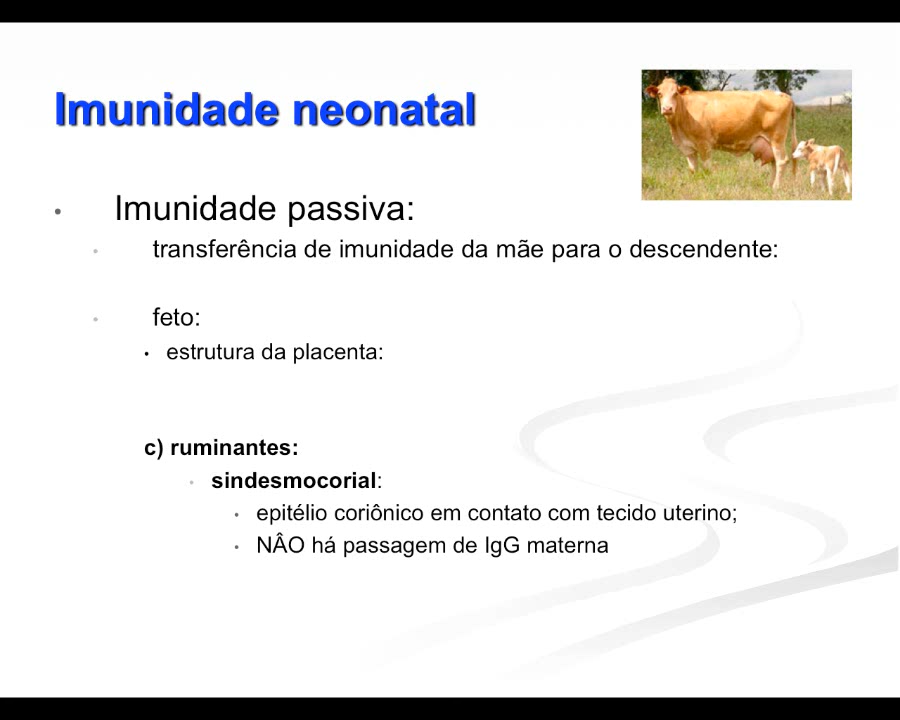 Imunidade neonatal
• Imunidade passiva:
• transferência de imunidade da mãe para o descendente:
• feto:
• estrutura da placenta:
c) ruminantes:
• sindesmocorial:
• epitélio coriônico em contato com tecido uterino;
• NÂO há passagem de IgG materna